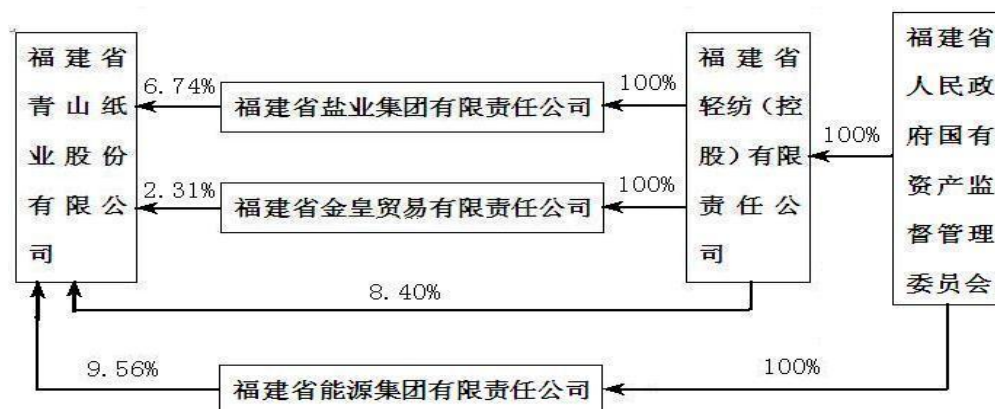 福建省
青山纸
业股份
有限公
司
6.74%
福建省盐业集团有限责任公司
100%
2.31%
福建省金皇贸易有限责任公司
100%
8.40%
福建省
轻纺（控
股）有限
责任公
司
100%
福建省
人民政
府国有
资产监
督管理
委员会
9.56%
福建省能源集团有限责任公司
100%